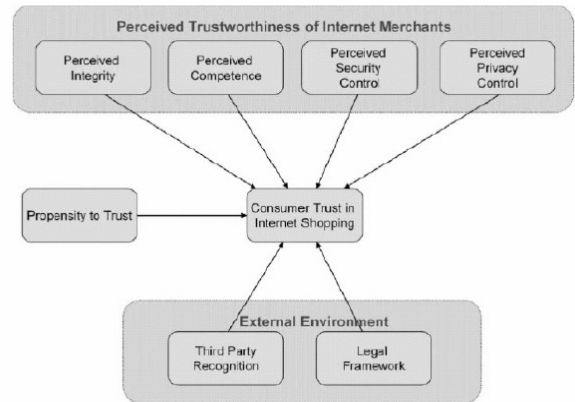 Perceived Trustworthiness of Internet Merchants
Perceived
Integrity
Perceived
Competence
Perceived
Security
Control
Perceived
Privacy
Control
Propensity to Trust
Consumer Trust in
Internet Shopping
External Environment
Third Party
Recognition
Legal
Framework